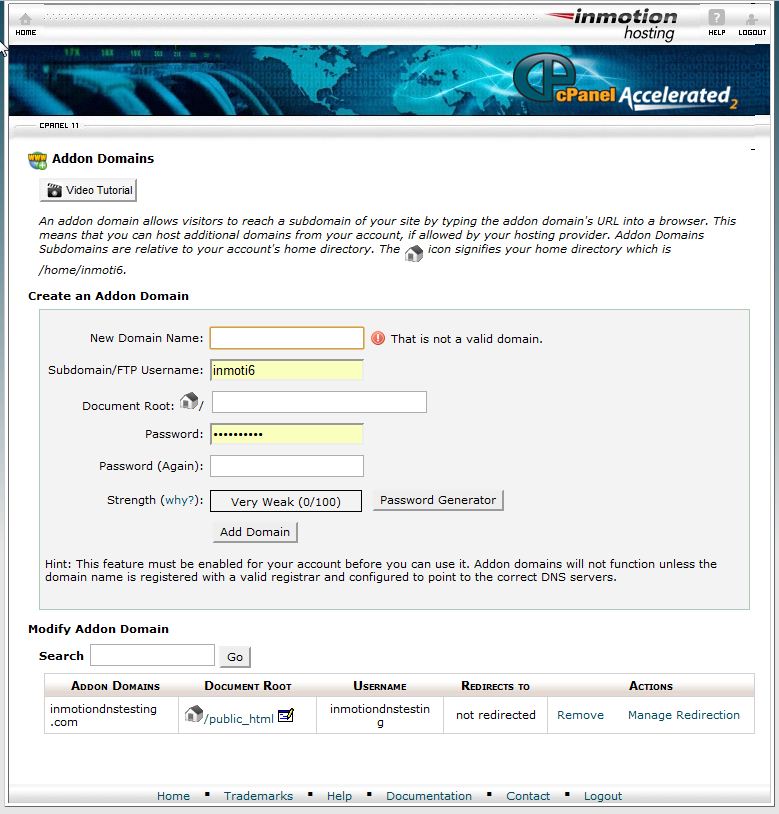 HOME
inmotion
hosting
HELP
LOGOUT
cPanel Accelerated2
CPANEL 11
Addon Domains
Video Tutorial
An addon domain allows visitors to reach a subdomain of your site by typing the addon domain's URL into a browser. This
means that you can host additional domains from your account, if allowed by your hosting provider. Addon Domains
Subdomains are relative to your account's home directory. The icon signifies your home directory which is
/home/inmoti6.
Create an Addon Domain
New Domain Name: That is not a valid domain.
Subdomain/FTP Username: inmoti6
Document Root: /
Password: ••••••••••
Password (Again):
Strength (why?): Very Weak (0/100) Password Generator
Add Domain
Hint: This feature must be enabled for your account before you can use it. Addon domains will not function unless the
domain name is registered with a valid registrar and configured to point to the correct DNS servers.
Modify Addon Domain
Search Go
Addon Domains Document Root Username Redirects to Actions
inmotiondnstesting
.com
/public_html
inmotiondnstestin
g
not redirected
Remove
Manage Redirection
Home ▪ Trademarks ▪ Help ▪ Documentation ▪ Contact ▪ Logout